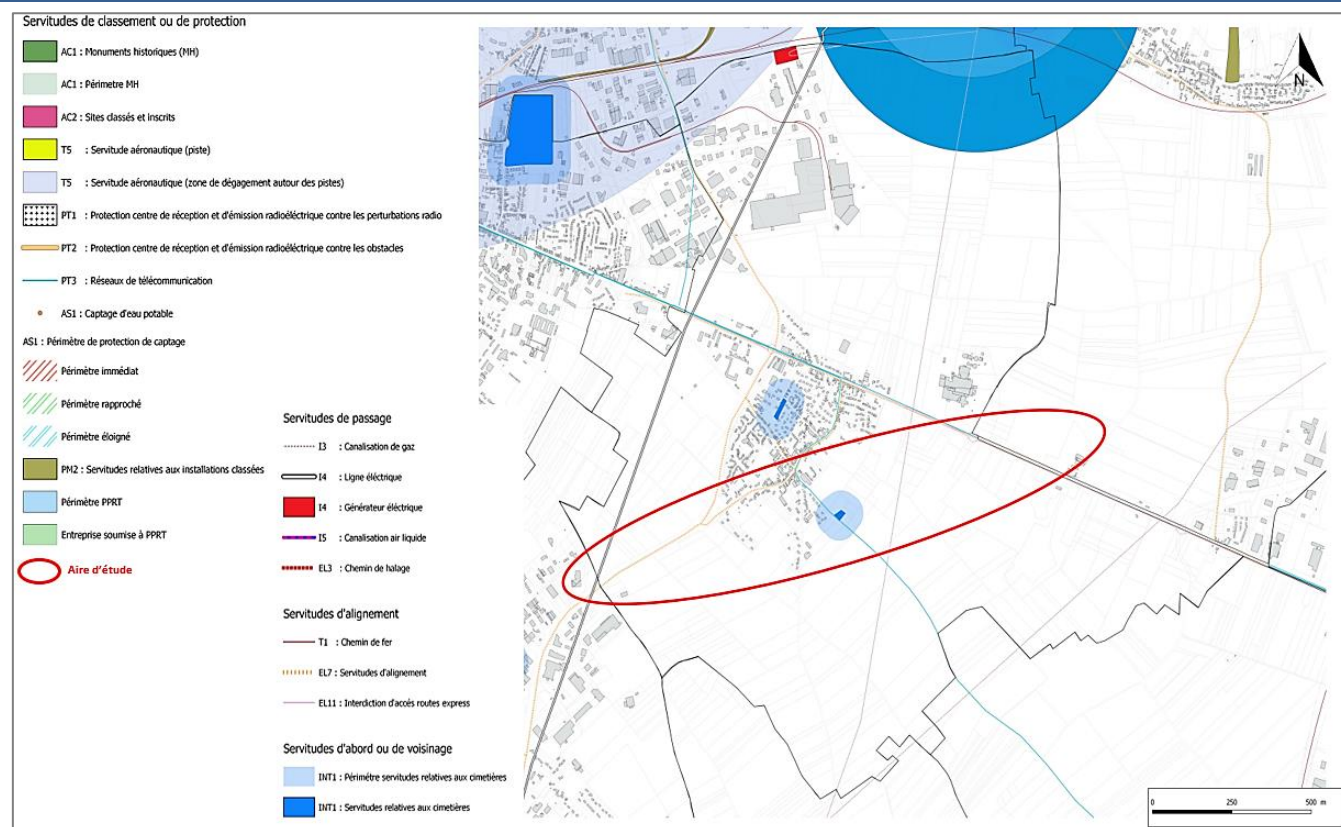 Servitudes de classement ou de protection
AC1 : Monuments historiques (MH)
AC1 : Périmetre MH
AC2 : Sites classés et inscrits
T5 : Servitude aéronautique (piste)
T5 : Servitude aéronautique (zone de dégagement autour des pistes)
PT1 : Protection centre de réception et d'émission radioéléctrique contre les perturbations radio
PT2 : Protection centre de réception et d'émission radioéléctrique contre les obstacles
PT3 : Réseaux de télécommunication
AS1 : Captage d'eau potable
AS1 : Périmètre de protection de captage
Périmètre immédiat
Périmètre rapproché
Périmètre éloigné
PM2 : Servitudes relatives aux installations classées
Périmètre PPRT
Entreprise soumise à PPRT
Aire d'étude
Servitudes de passage
I3 : Canalisation de gaz
I4 : Ligne éléctrique
I4 : Générateur éléctrique
I5 : Canalisation air liquide
EL3 : Chemin de halage
Servitudes d'alignement
T1 : Chemin de fer
EL7 : Servitudes d'alignement
EL11 : Interdiction d'accés routes express
Servitudes d'abord ou de voisinage
INT1 : Périmétre servitudes relatives aux cimetières
INT1 : Servitudes relatives aux cimetières
N
0 250 500 m